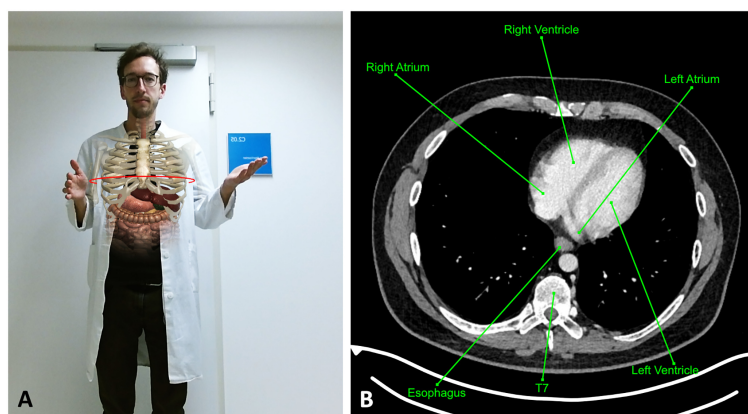 Right Ventricle
Right Atrium
Left Atrium
Left Ventricle
Esophagus
T7
A
B